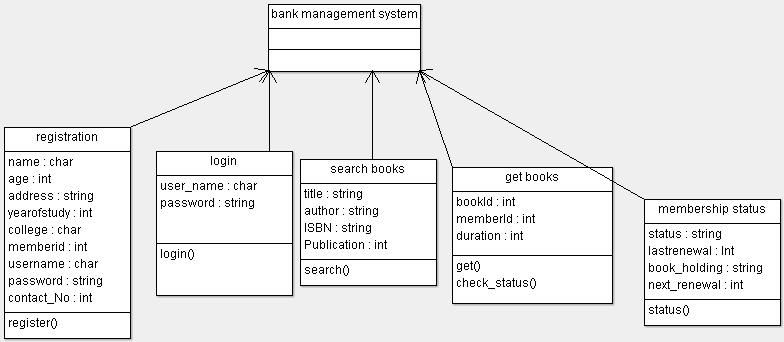 bank management system
registration
name : char
age : int
address : string
yearofstudy : int
college : char
memberid : int
username : char
password : string
contact_No : int
register()
login
user_name : char
password : string
login()
search books
title : string
author : string
ISBN : string
Publication : int
search()
get books
bookId : int
memberId : int
duration : int
get()
check_status()
membership status
status : string
lastrenewal : Int
book_holding : string
next_renewal : int
status()